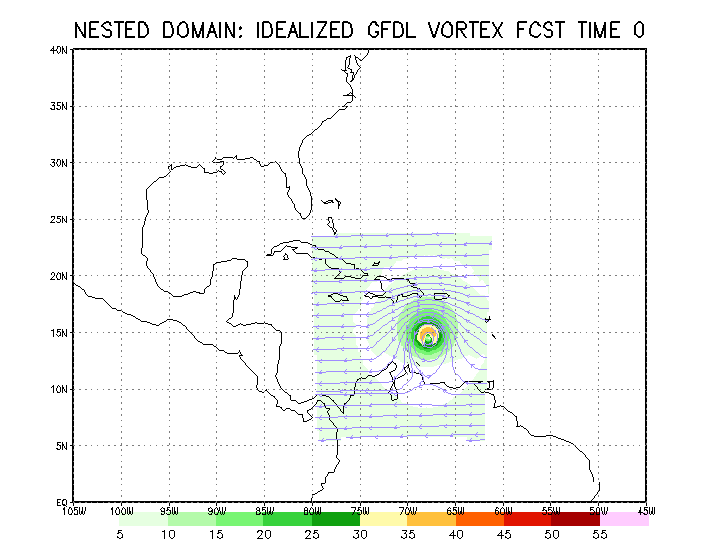 NESTED DOMAIN: IDEALIZED GFDL VORTEX FCST TIME 0
40N
35N
30N
25N
20N
15N
10N
5N
EQ
105W 100W 95W 90W 85W 80W 75W 70W 65W 60W 55W 50W 45W
5 10 15 20 25 30 35 40 45 50 55